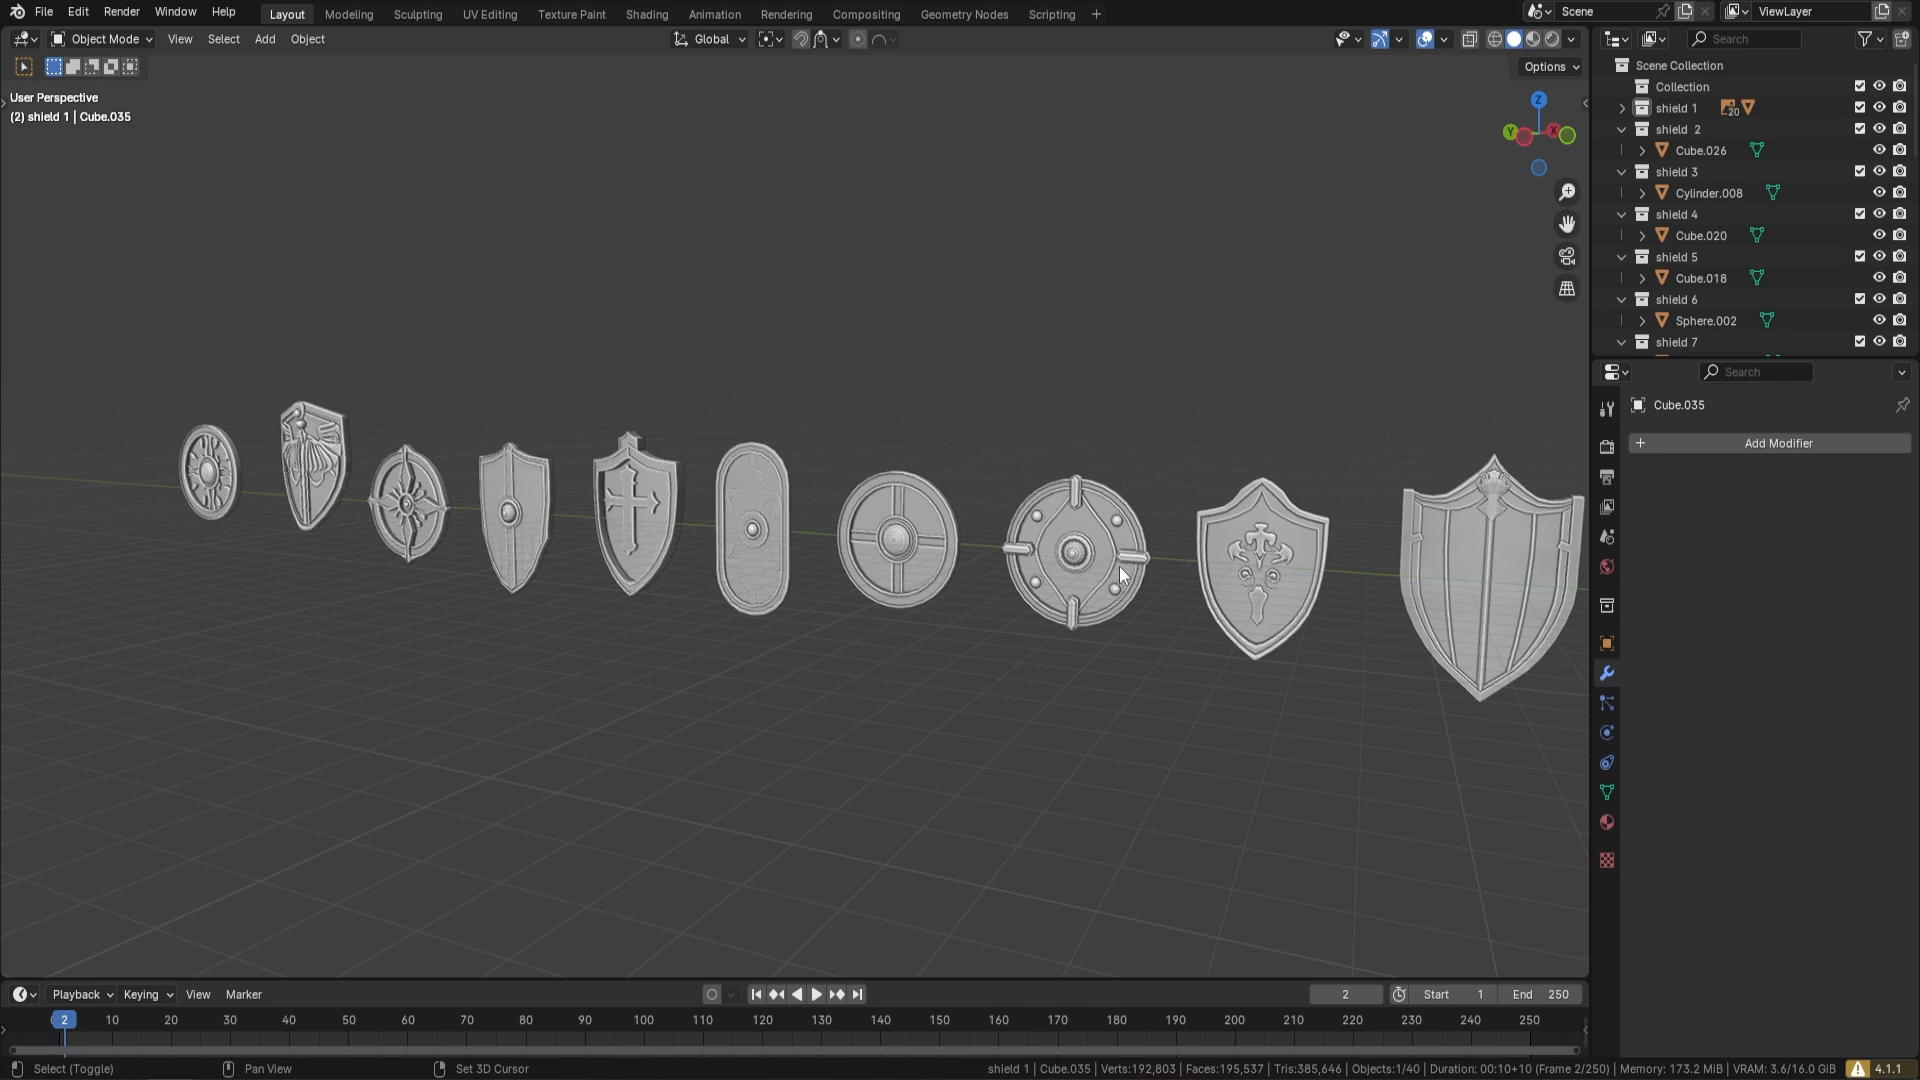 File Edit Render Window Help Layout Modeling Sculpting UV Editing Texture Paint Shading Animation Rendering Compositing Geometry Nodes Scripting + Scene ViewLayer
Object Mode View Select Add Object Global Search
Options
User Perspective
(2) shield 1 | Cube.035
Z
Y X
Scene Collection
Collection
shield 1 20
shield 2
Cube.026
shield 3
Cylinder.008
shield 4
Cube.020
shield 5
Cube.018
shield 6
Sphere.002
shield 7
Search
Cube.035
+ Add Modifier
Playback Keying View Marker 2 Start 1 End 250
2 10 20 30 40 50 60 70 80 90 100 110 120 130 140 150 160 170 180 190 200 210 220 230 240 250
Select (Toggle) Pan View Set 3D Cursor shield 1 | Cube.035 | Verts:192,803 | Faces:195,537 | Tris:385,646 | Objects:1/40 | Duration: 00:10+10 (Frame 2/250) | Memory: 173.2 MiB | VRAM: 3.6/16.0 GiB 4.1.1